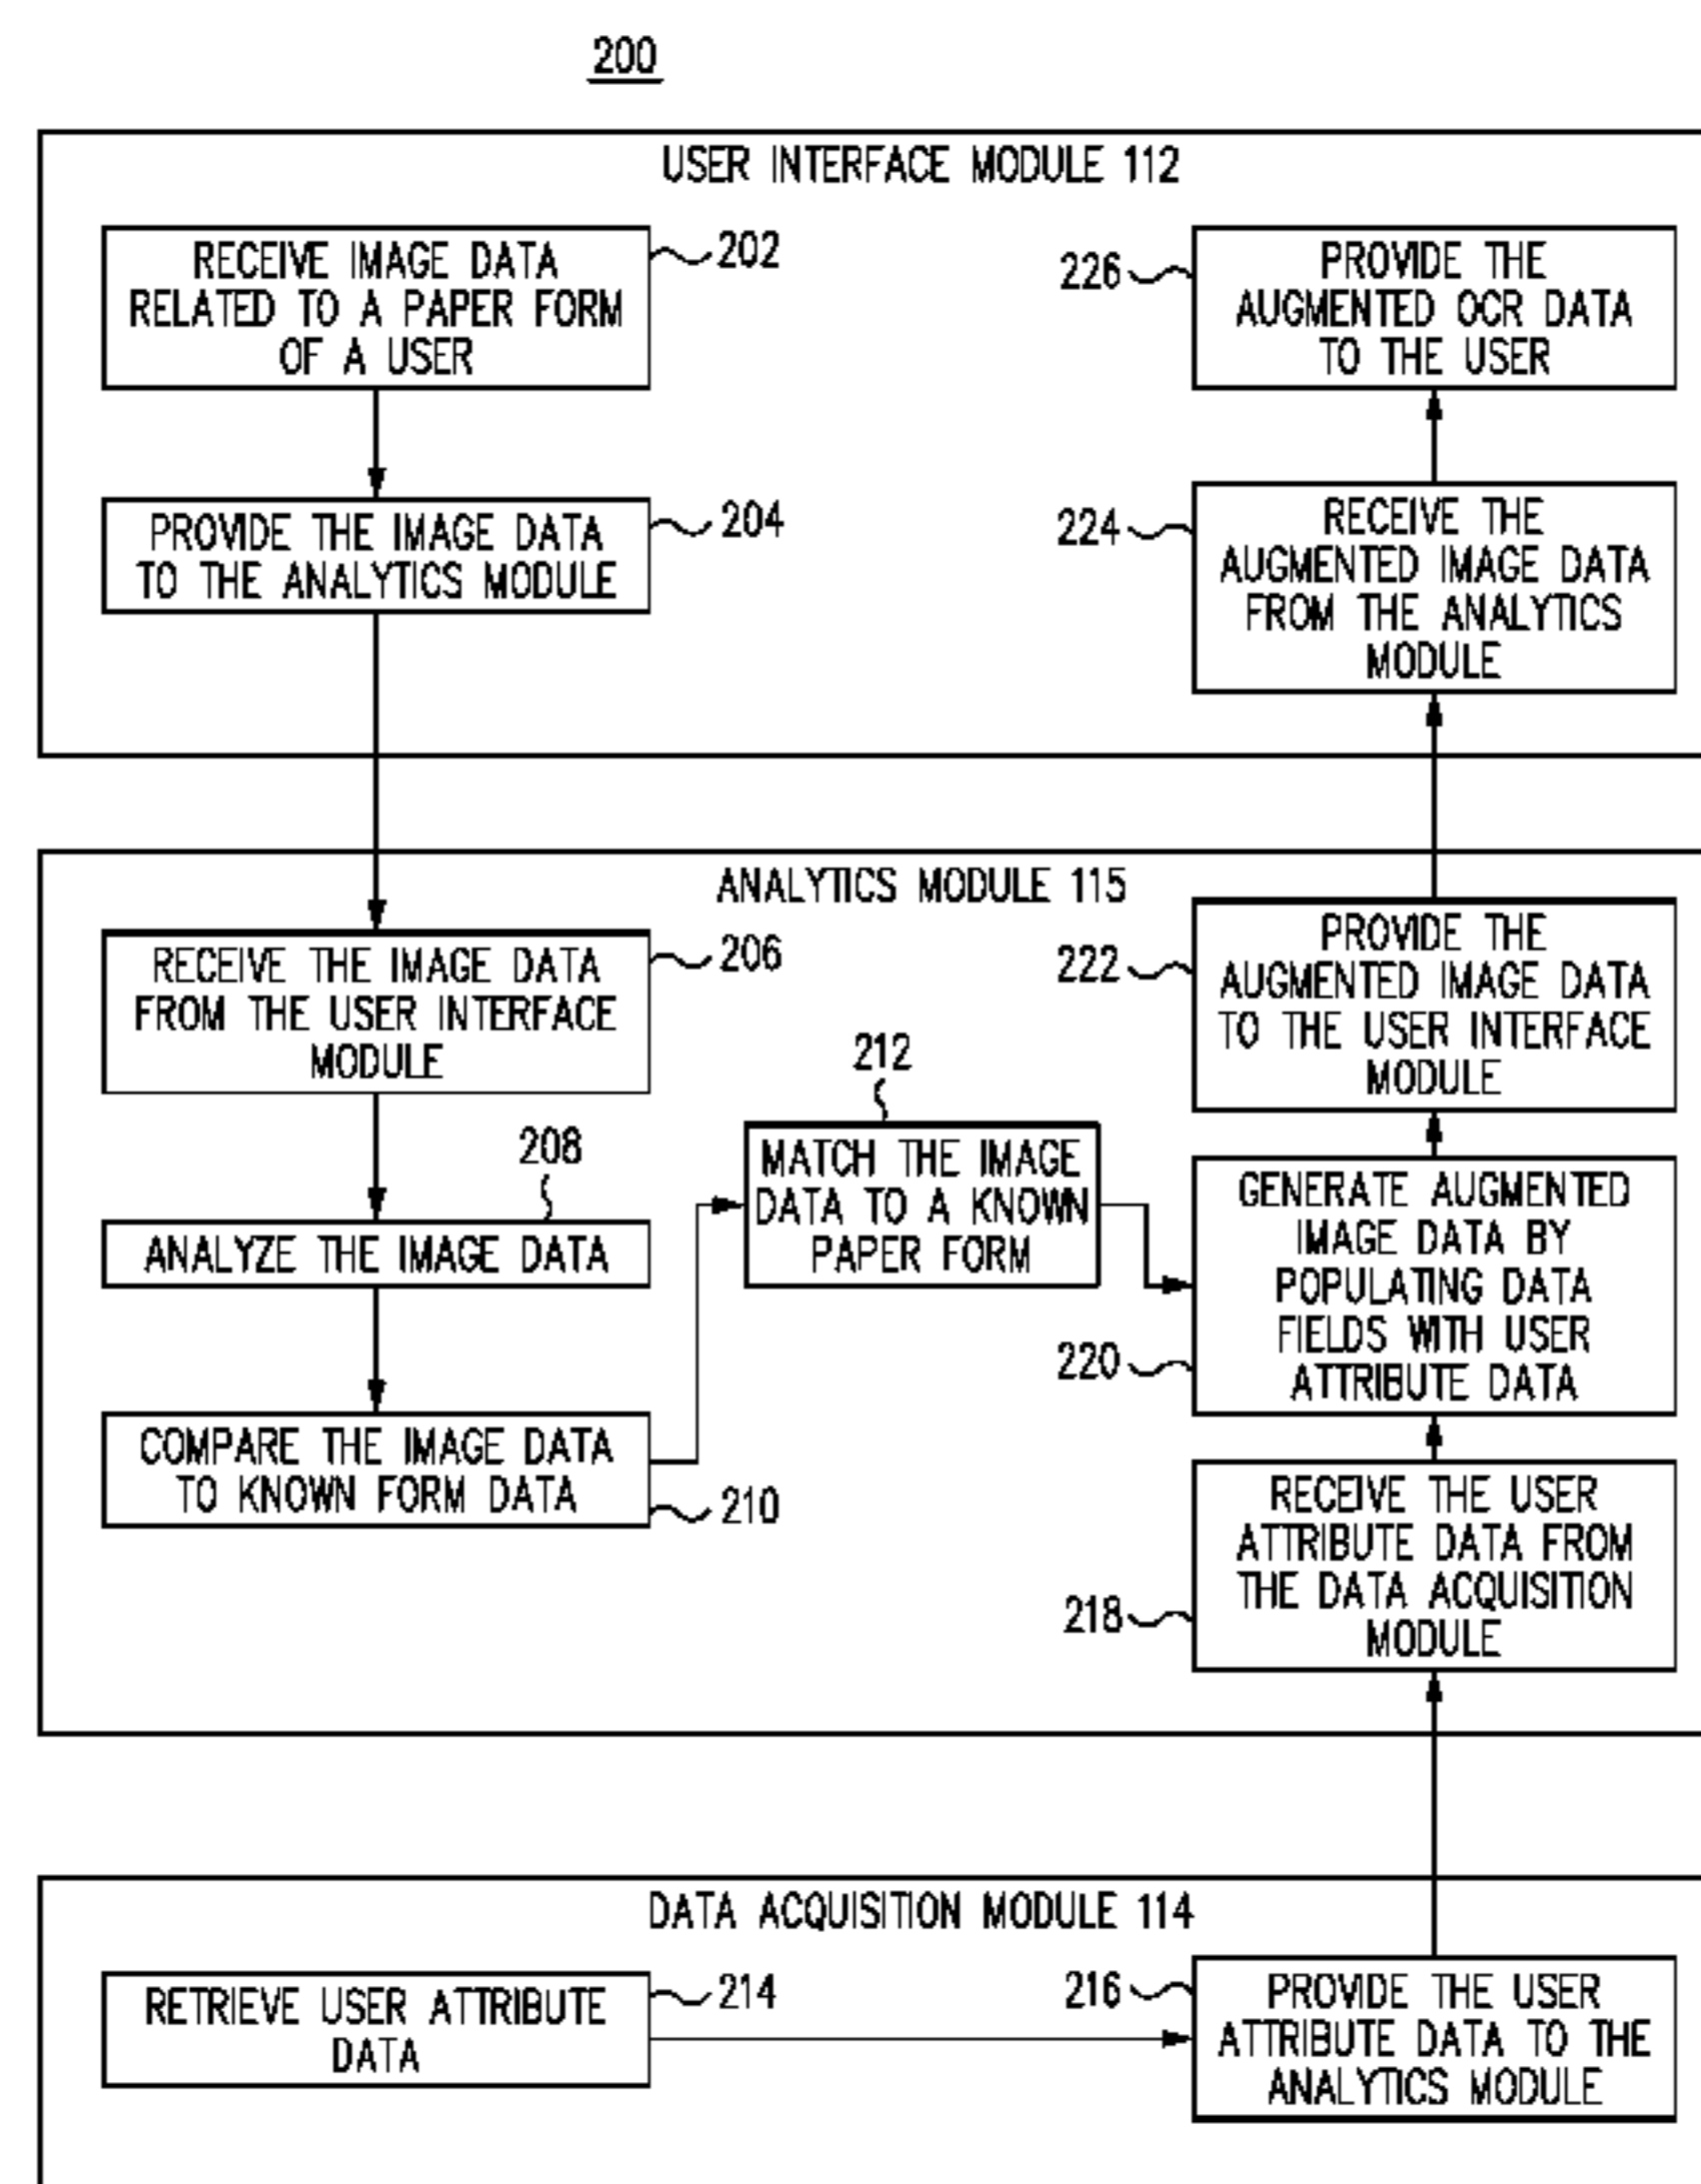 200
USER INTERFACE MODULE 112
RECEIVE IMAGE DATA
RELATED TO A PAPER FORM
OF A USER
202
PROVIDE THE IMAGE DATA
TO THE ANALYTICS MODULE
204
226
PROVIDE THE
AUGMENTED OCR DATA
TO THE USER
224
RECEIVE THE
AUGMENTED IMAGE DATA
FROM THE ANALYTICS
MODULE
ANALYTICS MODULE 115
RECEIVE THE IMAGE DATA
FROM THE USER INTERFACE
MODULE
206
208
ANALYZE THE IMAGE DATA
COMPARE THE IMAGE DATA
TO KNOWN FORM DATA
210
212
MATCH THE IMAGE
DATA TO A KNOWN
PAPER FORM
222
PROVIDE THE
AUGMENTED IMAGE DATA
TO THE USER INTERFACE
MODULE
GENERATE AUGMENTED
IMAGE DATA BY
POPULATING DATA
FIELDS WITH USER
ATTRIBUTE DATA
220
RECEIVE THE USER
ATTRIBUTE DATA FROM
THE DATA ACQUISITION
MODULE
218
DATA ACQUISITION MODULE 114
RETRIEVE USER ATTRIBUTE
DATA
214
216
PROVIDE THE USER
ATTRIBUTE DATA TO THE
ANALYTICS MODULE